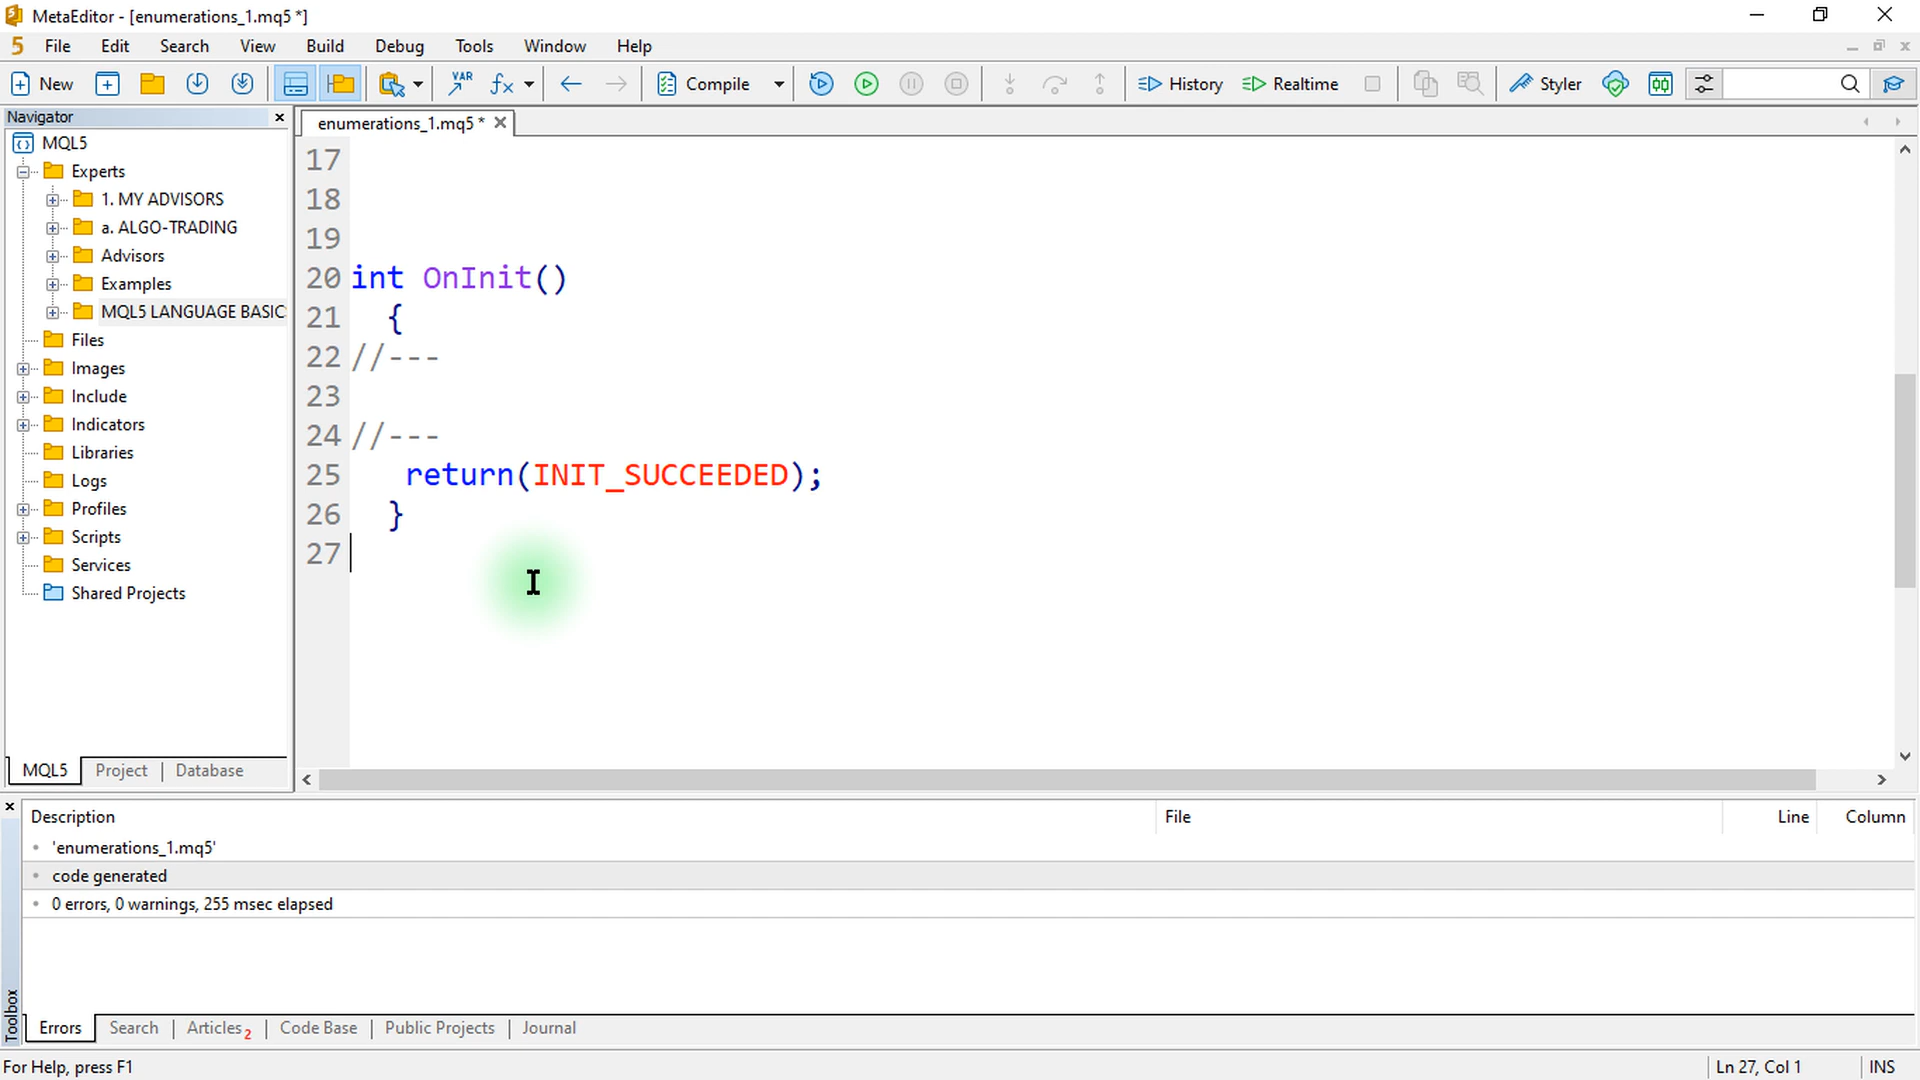 MetaEditor - [enumerations_1.mq5 *]
5 File Edit Search View Build Debug Tools Window Help
New VAR fx Compile History Realtime Styler
Navigator
MQL5
Experts
1. MY ADVISORS
a. ALGO-TRADING
Advisors
Examples
MQL5 LANGUAGE BASIC
Files
Images
Include
Indicators
Libraries
Logs
Profiles
Scripts
Services
Shared Projects
MQL5 Project Database
enumerations_1.mq5 *
17
18
19
20 int OnInit()
21 {
22 //---
23
24 //---
25 return(INIT_SUCCEEDED);
26 }
27
Description File Line Column
'enumerations_1.mq5'
code generated
0 errors, 0 warnings, 255 msec elapsed
Toolbox
Errors Search Articles 2 Code Base Public Projects Journal
For Help, press F1 Ln 27, Col 1 INS